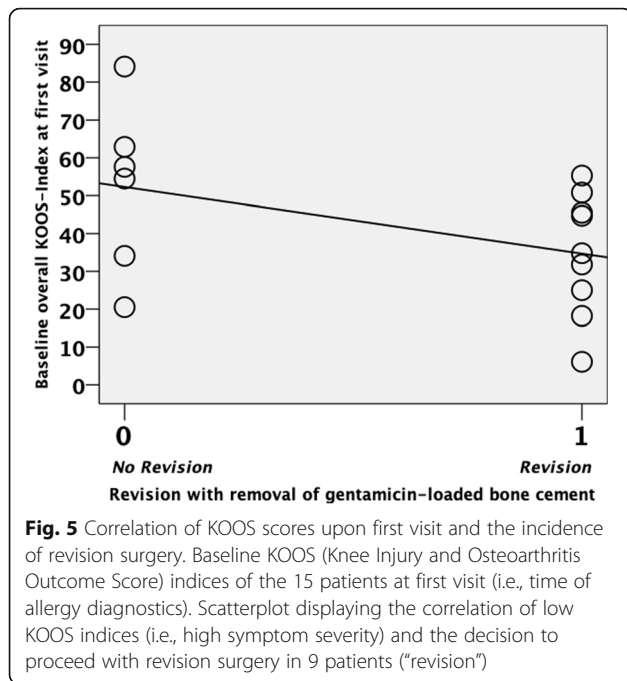 Baseline overall KOOS-Index at first visit
90
80
70
60
50
40
30
20
10
0
0 1
No Revision Revision
Revision with removal of gentamicin-loaded bone cement
Fig. 5 Correlation of KOOS scores upon first visit and the incidence
of revision surgery. Baseline KOOS (Knee Injury and Osteoarthritis
Outcome Score) indices of the 15 patients at first visit (i.e., time of
allergy diagnostics). Scatterplot displaying the correlation of low
KOOS indices (i.e., high symptom severity) and the decision to
proceed with revision surgery in 9 patients (“revision”)